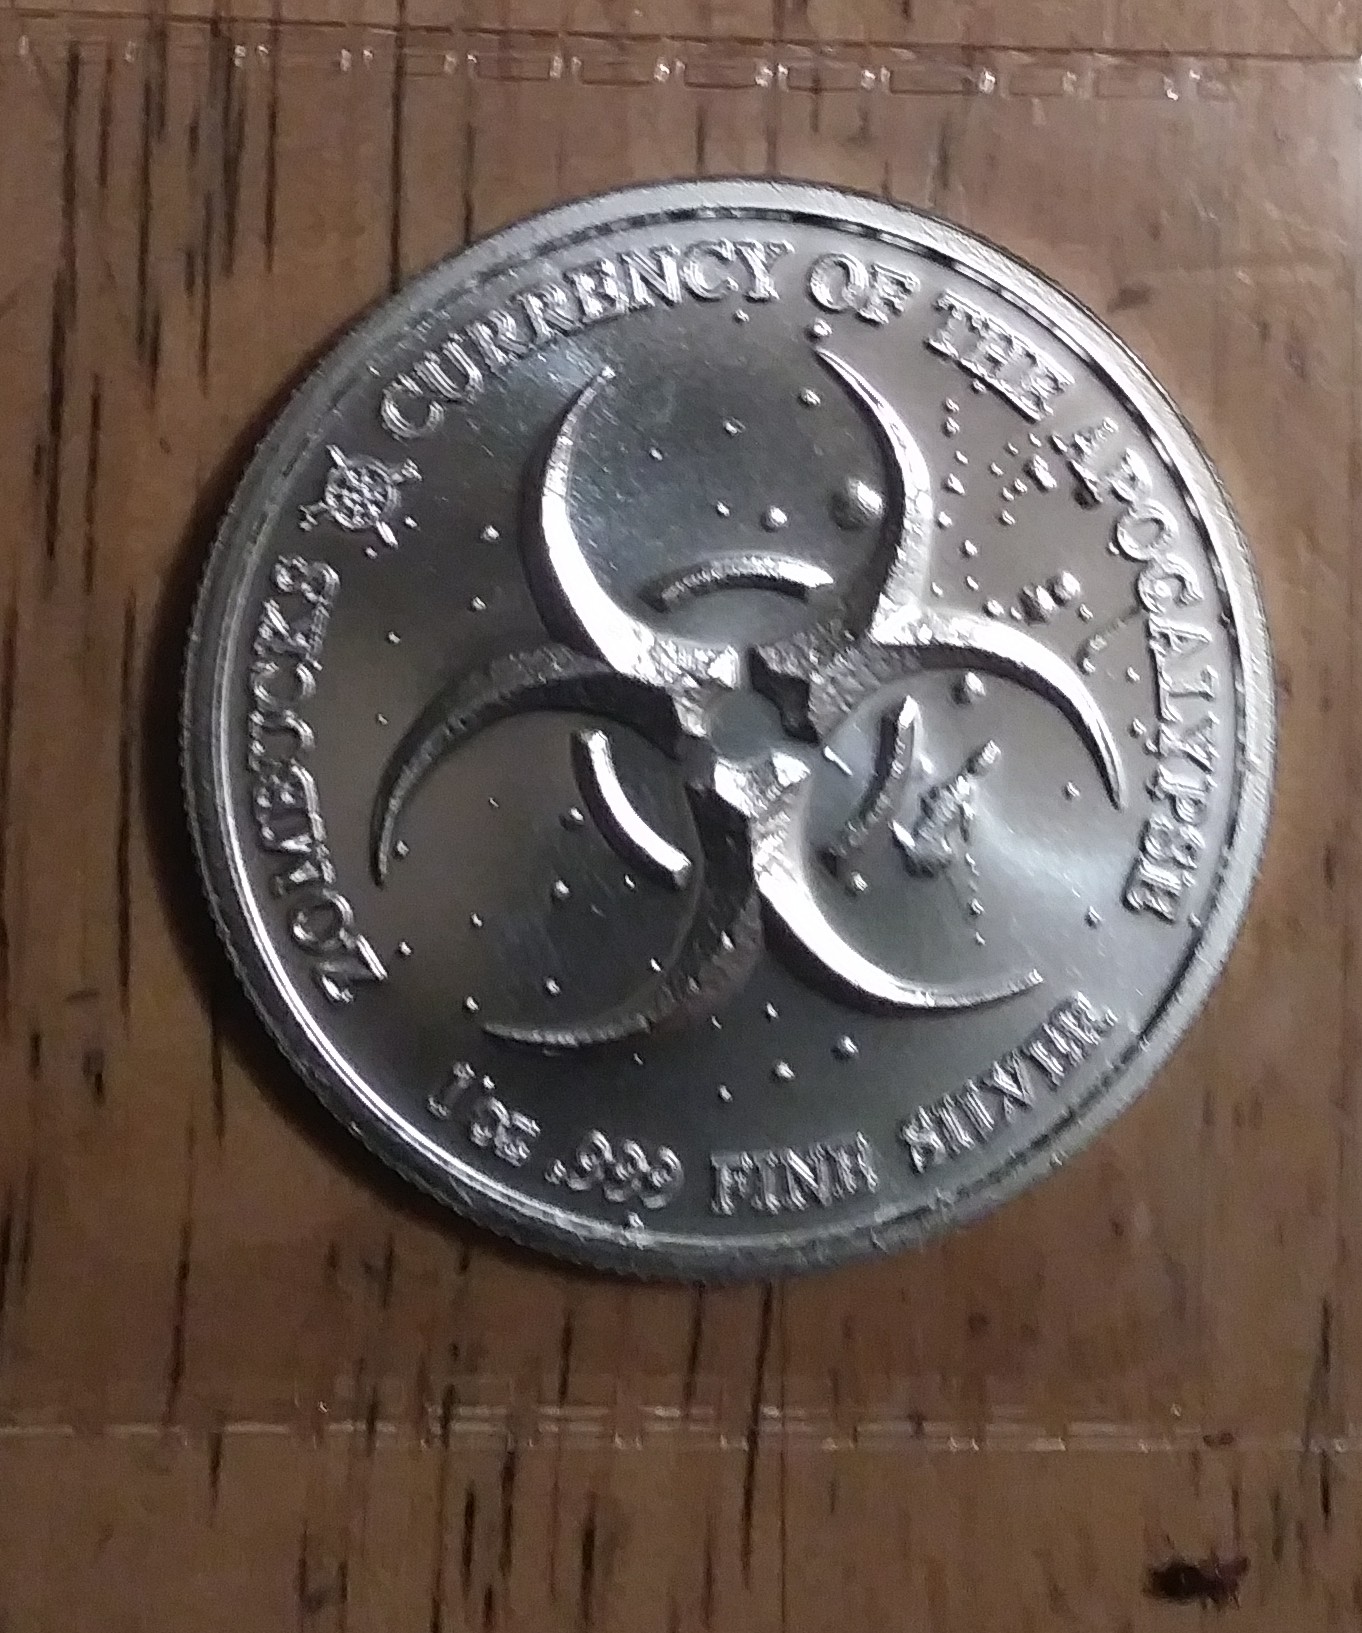 ZOMBUCKS
CURRENCY OF THE APOCALYPSE
1 oz .999 FINE SILVER